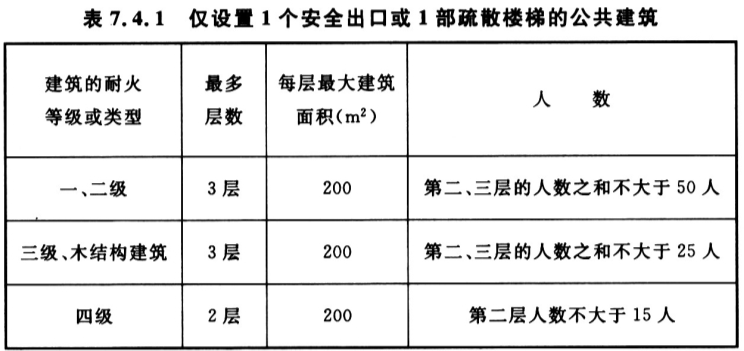 表 7.4.1 仅设置 1 个安全出口或 1 部疏散楼梯的公共建筑
建筑的耐火等级或类型 最多层数 每层最大建筑面积(m²) 人 数
一、二级 3 层 200 第二、三层的人数之和不大于 50 人
三级、木结构建筑 3 层 200 第二、三层的人数之和不大于 25 人
四级 2 层 200 第二层人数不大于 15 人